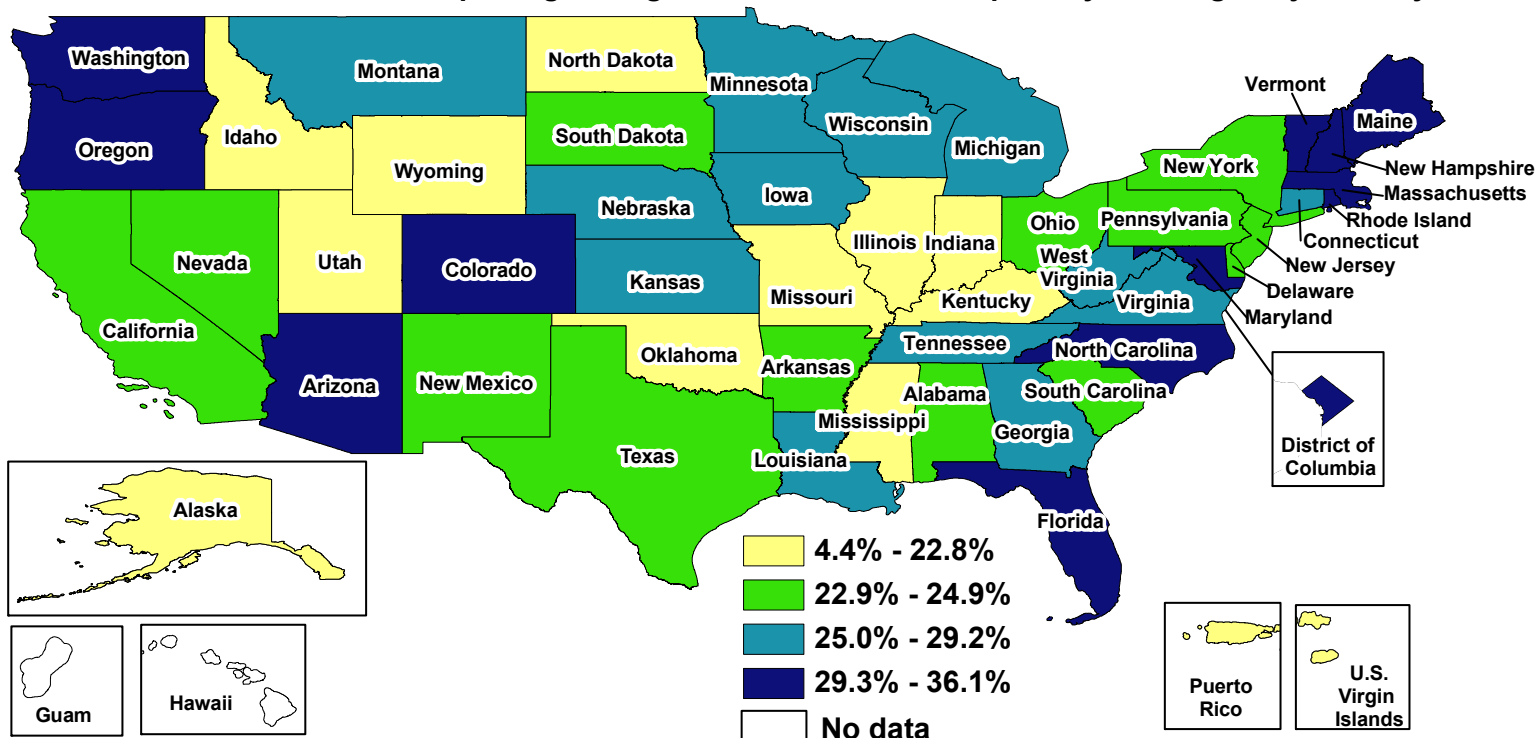 Washington
Montana
North Dakota
Minnesota
Vermont
Maine
Oregon
Idaho
South Dakota
Wisconsin
Michigan
New York
New Hampshire
Wyoming
Massachusetts
Nebraska
Iowa
Ohio
Pennsylvania
Rhode Island
Nevada
Utah
Colorado
Illinois
Indiana
West
Virginia
Connecticut
New Jersey
Kansas
Missouri
Kentucky
Virginia
Delaware
California
Maryland
Oklahoma
Tennessee
North Carolina
Arizona
New Mexico
Arkansas
Alabama
South Carolina
Mississippi
Georgia
Texas
Louisiana
District of
Columbia
Alaska
Florida
4.4% - 22.8%
22.9% - 24.9%
25.0% - 29.2%
29.3% - 36.1%
No data
Guam
Hawaii
Puerto
Rico
U.S.
Virgin
Islands